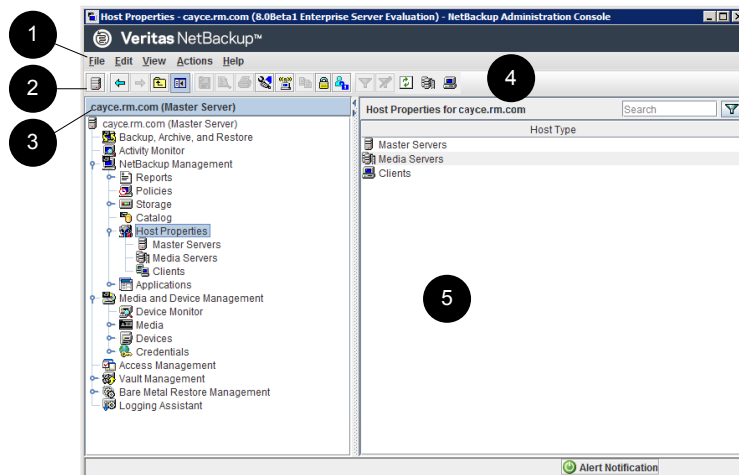 Host Properties - cayce.rm.com (8.0Beta1 Enterprise Server Evaluation) - NetBackup Administration Console
Veritas NetBackup™
1
File Edit View Actions Help
2
4
3
cayce.rm.com (Master Server)
Host Properties for cayce.rm.com
Search
cayce.rm.com (Master Server)
Backup, Archive, and Restore
Activity Monitor
NetBackup Management
Reports
Policies
Storage
Catalog
Host Properties
Master Servers
Media Servers
Clients
Applications
Media and Device Management
Device Monitor
Media
Devices
Credentials
Access Management
Vault Management
Bare Metal Restore Management
Logging Assistant
Host Type
Master Servers
Media Servers
Clients
5
Alert Notification